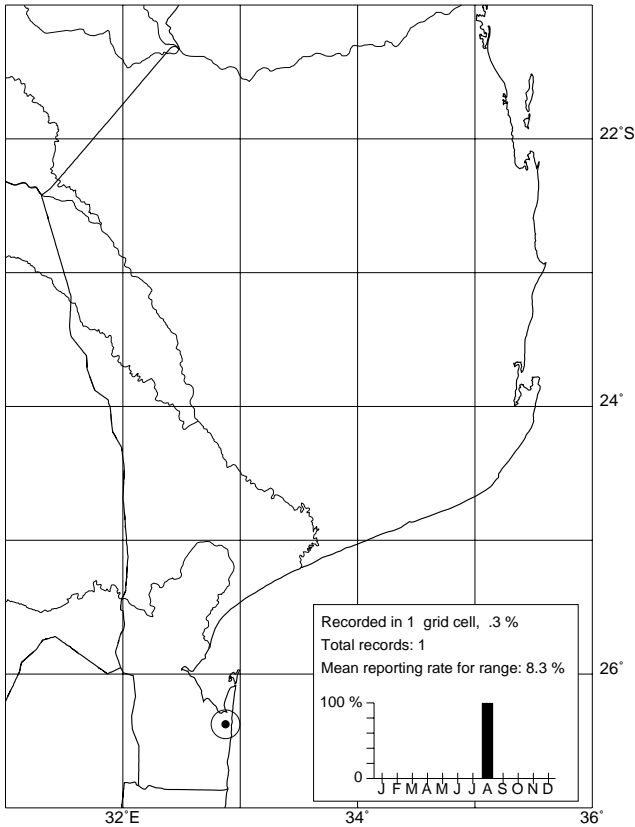 22°S
24°
Recorded in 1 grid cell, .3 %
Total records: 1
Mean reporting rate for range: 8.3 %
26°
100 %
0
J F M A M J J A S O N D
32°E 34° 36°